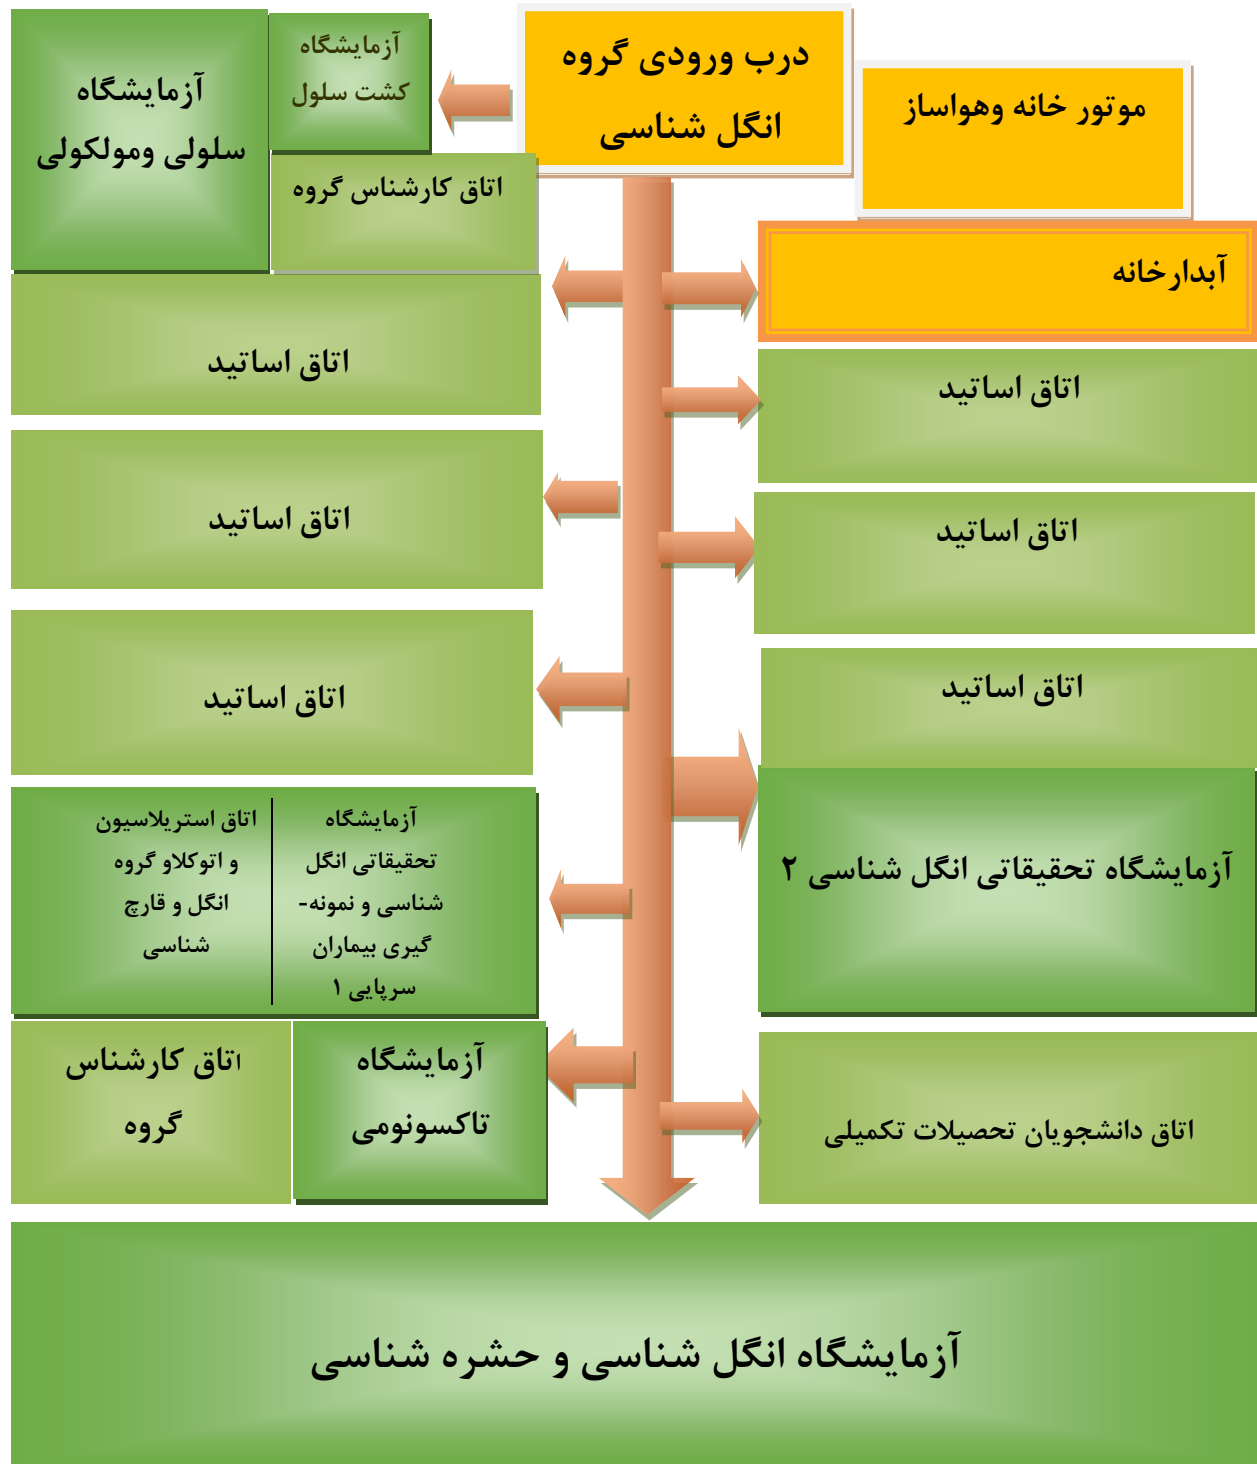 درب ورودی گروه
انگل شناسی
موتور خانه وهواساز
آزمایشگاه
کشت سلول
آزمایشگاه
سلولی ومولکولی
اتاق کارشناس گروه
آبدارخانه
اتاق اساتید
اتاق اساتید
اتاق اساتید
اتاق اساتید
اتاق اساتید
اتاق اساتید
آزمایشگاه تحقیقاتی انگل شناسی ۲
آزمایشگاه
تحقیقاتی انگل
شناسی و نمونه-
گیری بیماران
سرپایی ۱
اتاق استریلاسیون
و اتوکلاو گروه
انگل و قارچ
شناسی
اتاق دانشجویان تحصیلات تکمیلی
آزمایشگاه
تاکسونومی
اتاق کارشناس
گروه
آزمایشگاه انگل شناسی و حشره شناسی